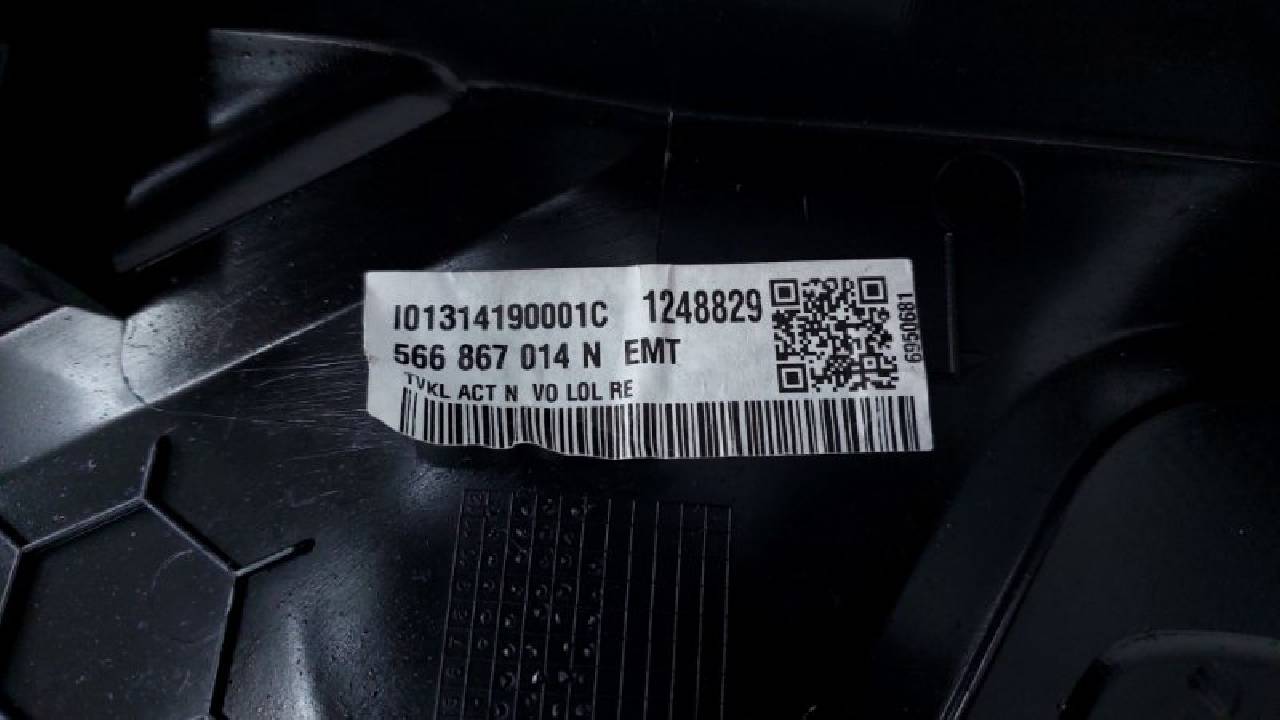 I01314190001C 1248829
566 867 014 N EMT
TVKL ACT N VO LOL RE
6950681